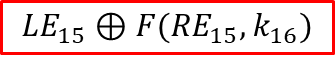 LE₁₅ ⊕ F(RE₁₅, k₁₆)